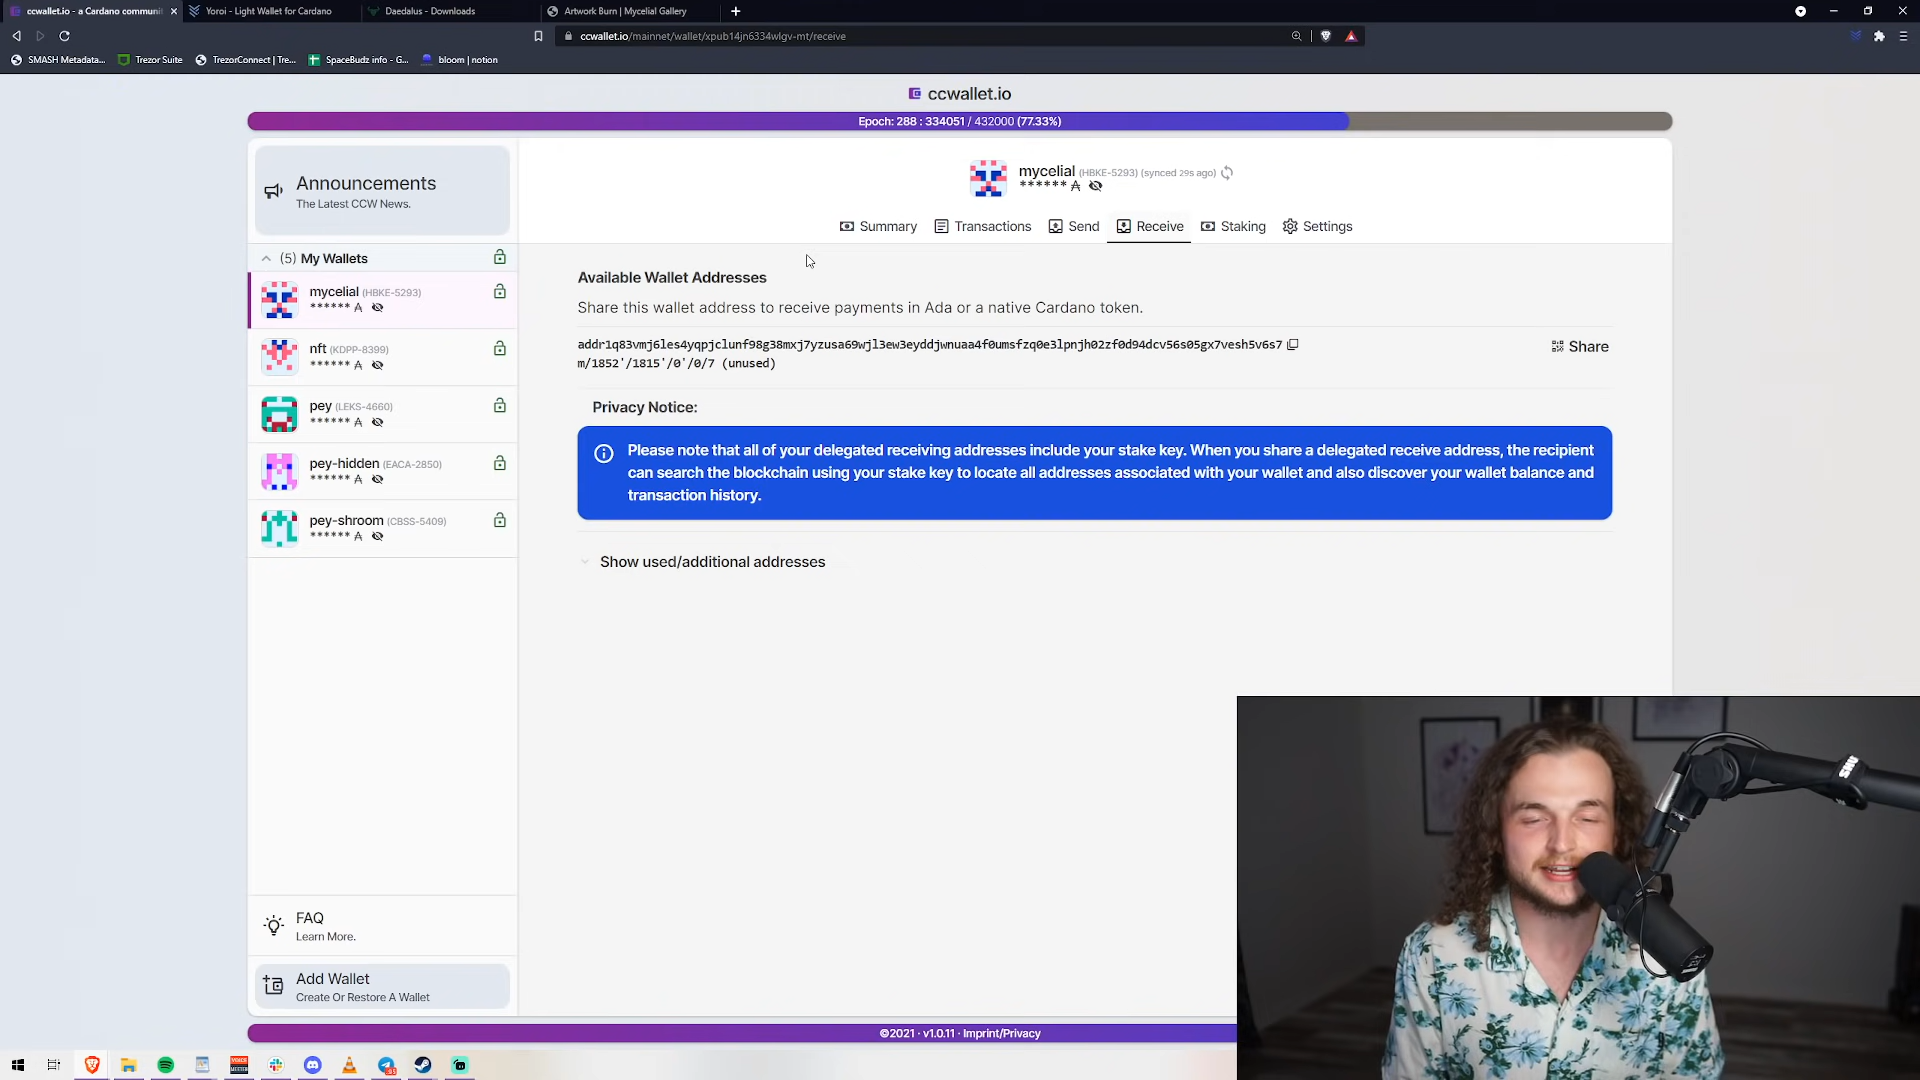 ccwallet.io - a Cardano communi
Yoroi - Light Wallet for Cardano
Daedalus - Downloads
Artwork Burn | Mycelial Gallery
ccwallet.io/mainnet/wallet/xpub14jn6334wlgv-mt/receive
SMASH Metadata...
Trezor Suite
TrezorConnect | Tre...
SpaceBudz info - G...
bloom | notion
ccwallet.io
Epoch: 288 : 334051 / 432000 (77.33%)
Announcements
The Latest CCW News.
(5) My Wallets
mycelial (HBKE-5293)
****** ₳
nft (KDPP-8399)
****** ₳
pey (LEKS-4660)
****** ₳
pey-hidden (EACA-2850)
****** ₳
pey-shroom (CBSS-5409)
****** ₳
FAQ
Learn More.
Add Wallet
Create Or Restore A Wallet
mycelial (HBKE-5293) (synced 29s ago)
****** ₳
Summary
Transactions
Send
Receive
Staking
Settings
Available Wallet Addresses
Share this wallet address to receive payments in Ada or a native Cardano token.
addr1q83vmj6les4yqpjclunf98g38mxj7yzusa69wjl3ew3eyddjwnuaa4f0umsfzq0e3lpnjh02zf0d94dcv56s05gx7vesh5v6s7
m/1852'/1815'/0'/0/7 (unused)
Share
Privacy Notice:
Please note that all of your delegated receiving addresses include your stake key. When you share a delegated receive address, the recipient
can search the blockchain using your stake key to locate all addresses associated with your wallet and also discover your wallet balance and
transaction history.
Show used/additional addresses
©2021 · v1.0.11 · Imprint/Privacy